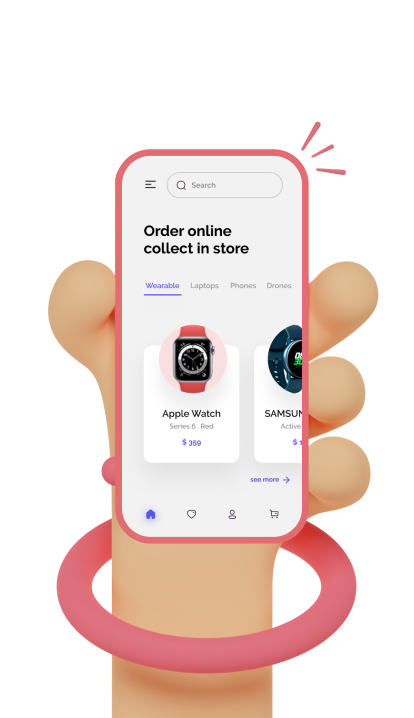 Search
Order online
collect in store
Wearable Laptops Phones Drones
Apple Watch
Series 6 . Red
$ 359
SAMSUN
Active
$ 1
see more